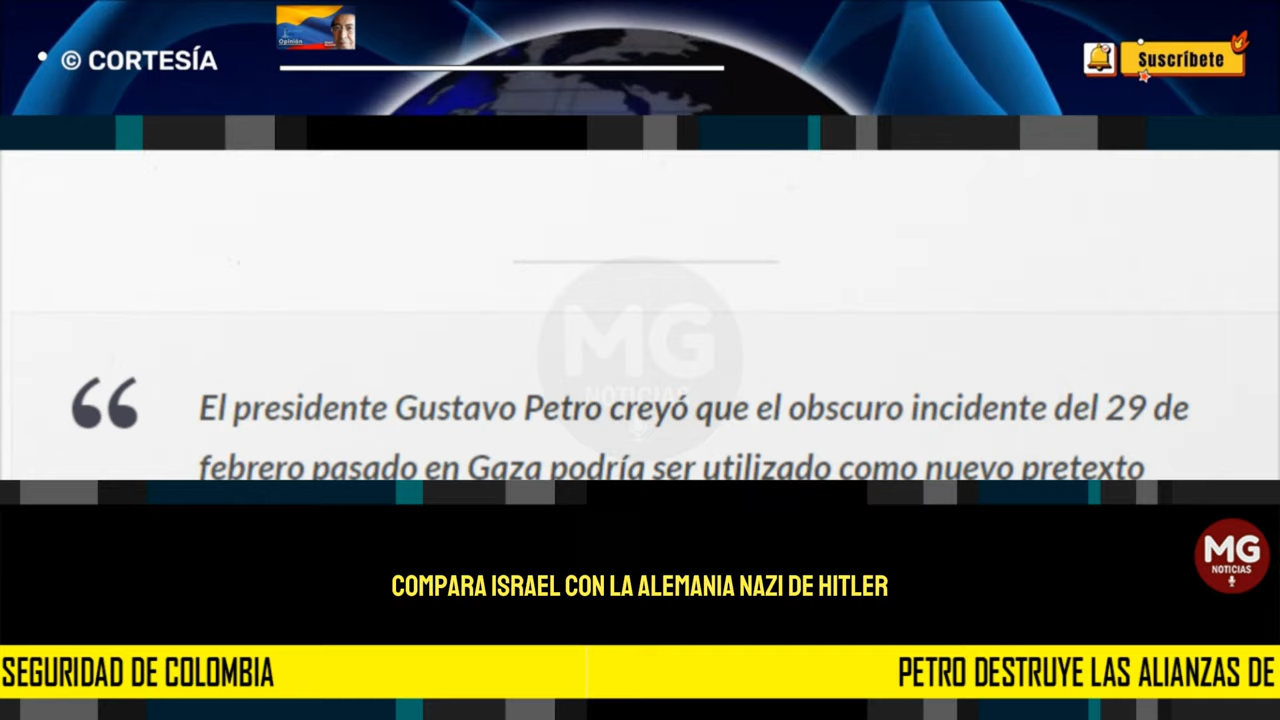 © CORTESÍA
Opinión
Suscríbete
MG
NOTICIAS
“ El presidente Gustavo Petro creyó que el obscuro incidente del 29 de
febrero pasado en Gaza podría ser utilizado como nuevo pretexto
COMPARA ISRAEL CON LA ALEMANIA NAZI DE HITLER
MG
NOTICIAS
SEGURIDAD DE COLOMBIA
PETRO DESTRUYE LAS ALIANZAS DE